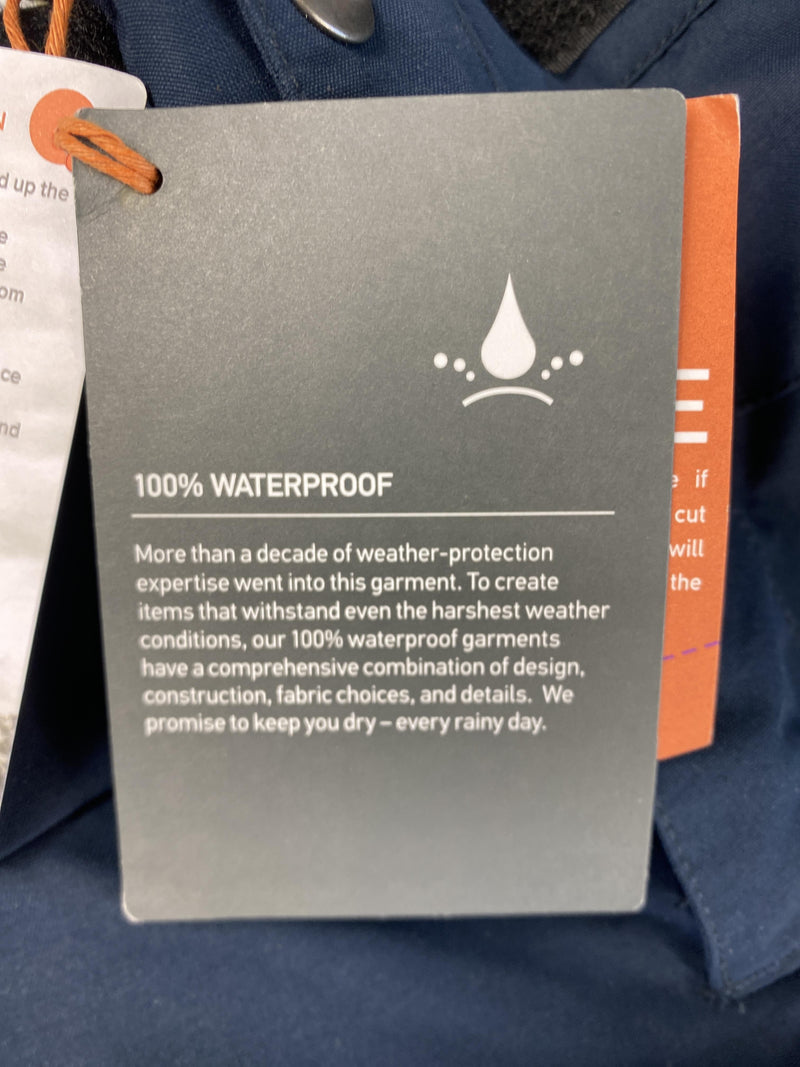 N
d up the
e
e
om
ce
nd
100% WATERPROOF
More than a decade of weather-protection
expertise went into this garment. To create
items that withstand even the harshest weather
conditions, our 100% waterproof garments
have a comprehensive combination of design,
construction, fabric choices, and details. We
promise to keep you dry – every rainy day.
E
e if
cut
will
the